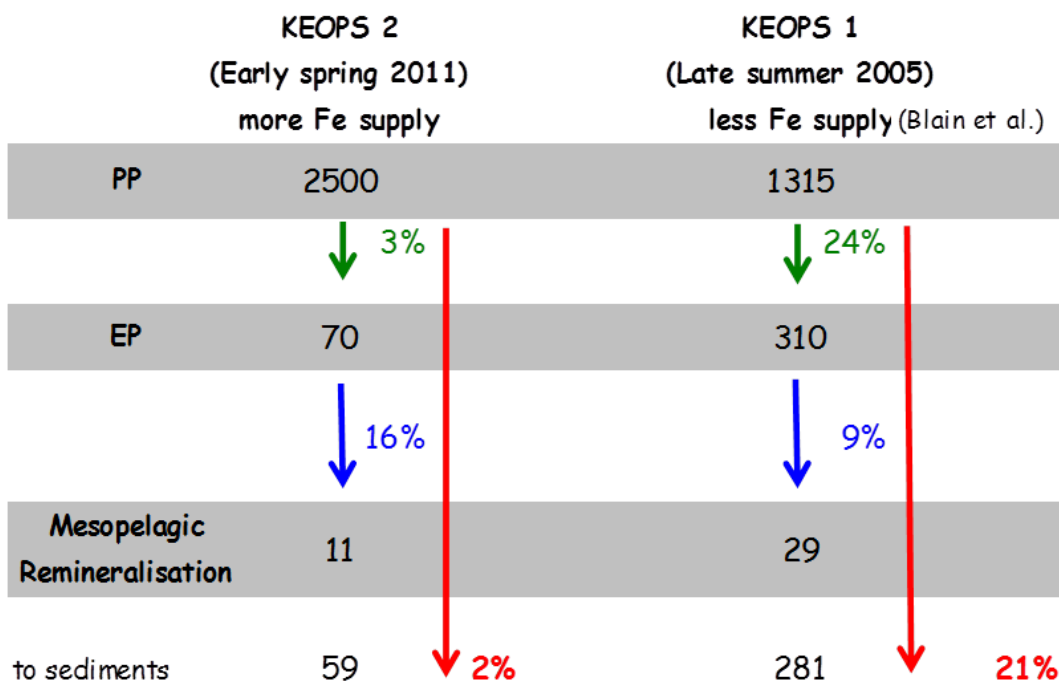 KEOPS 2 KEOPS 1
(Early spring 2011) (Late summer 2005)
more Fe supply less Fe supply (Blain et al.)
PP 2500 1315
3% 24%
EP 70 310
16% 9%
Mesopelagic
Remineralisation 11 29
to sediments 59 2% 281 21%